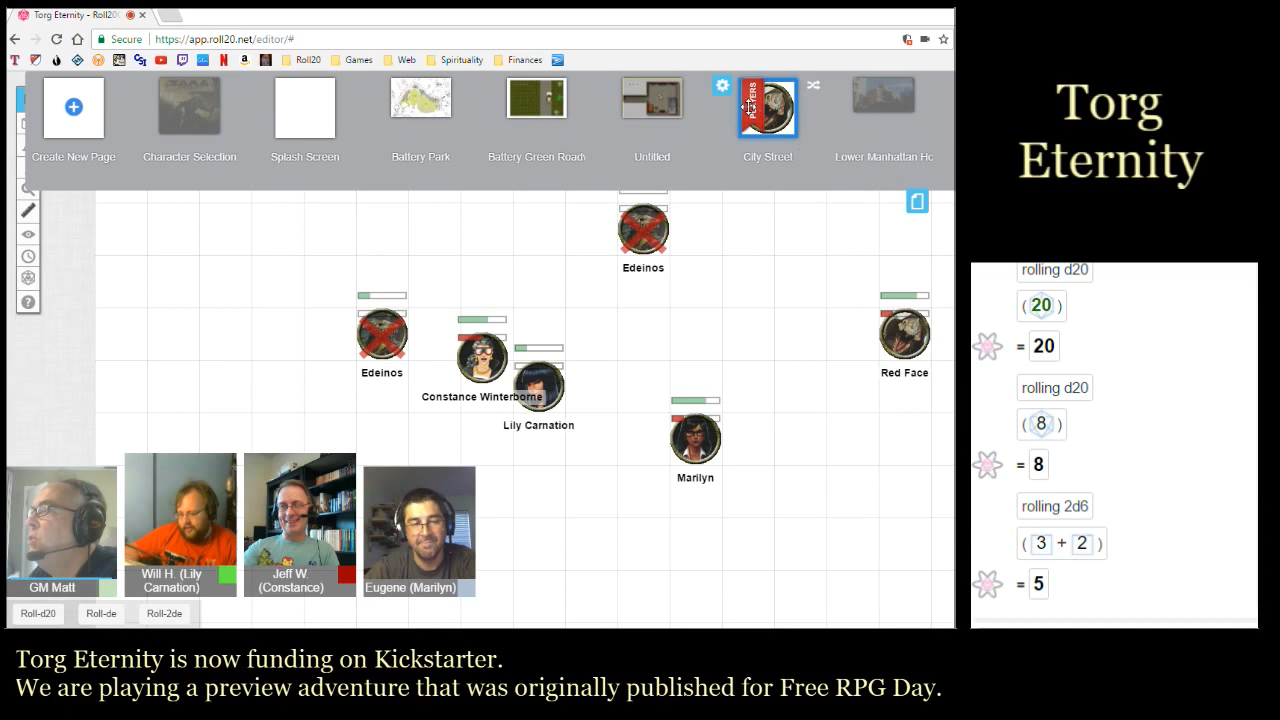 Torg Eternity - Roll20
Secure
https://app.roll20.net/editor/#
Roll20
Games
Web
Spirituality
Finances
PLAYERS
Create New Page
Character Selection
Splash Screen
Battery Park
Battery Green Roadw
Untitled
City Street
Lower Manhattan Ho
Edeinos
Edeinos
Constance Winterborne
Lily Carnation
Red Face
Marilyn
GM Matt
Will H. (Lily
Carnation)
Jeff W.
(Constance)
Eugene (Marilyn)
Roll-d20
Roll-de
Roll-2de
Torg
Eternity
rolling d20
( 20 )
= 20
rolling d20
( 8 )
= 8
rolling 2d6
( 3 + 2 )
= 5
Torg Eternity is now funding on Kickstarter.
We are playing a preview adventure that was originally published for Free RPG Day.